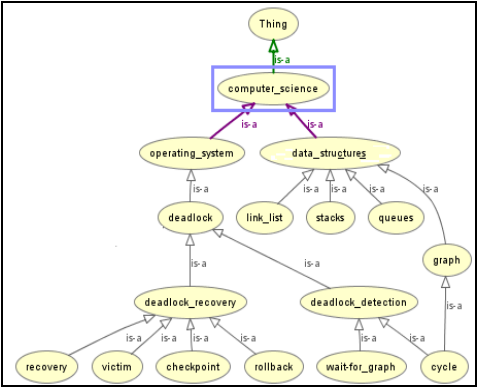 Thing
is-a
computer_science
is-a
is-a
operating_system
data_structures
is-a
is-a
is-a
is-a
is-a
deadlock
link_list
stacks
queues
graph
is-a
is-a
is-a
deadlock_recovery
deadlock_detection
is-a
is-a
is-a
is-a
is-a
is-a
recovery
victim
checkpoint
rollback
wait-for_graph
cycle